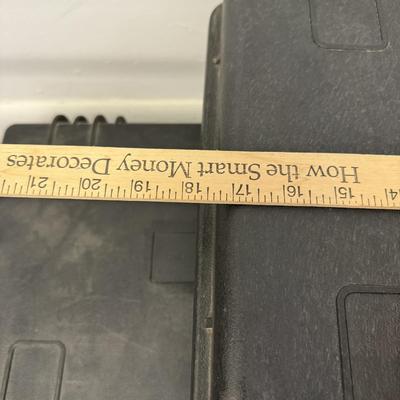 How the Smart Money Decorates
14 15 16 17 18 19 20 21